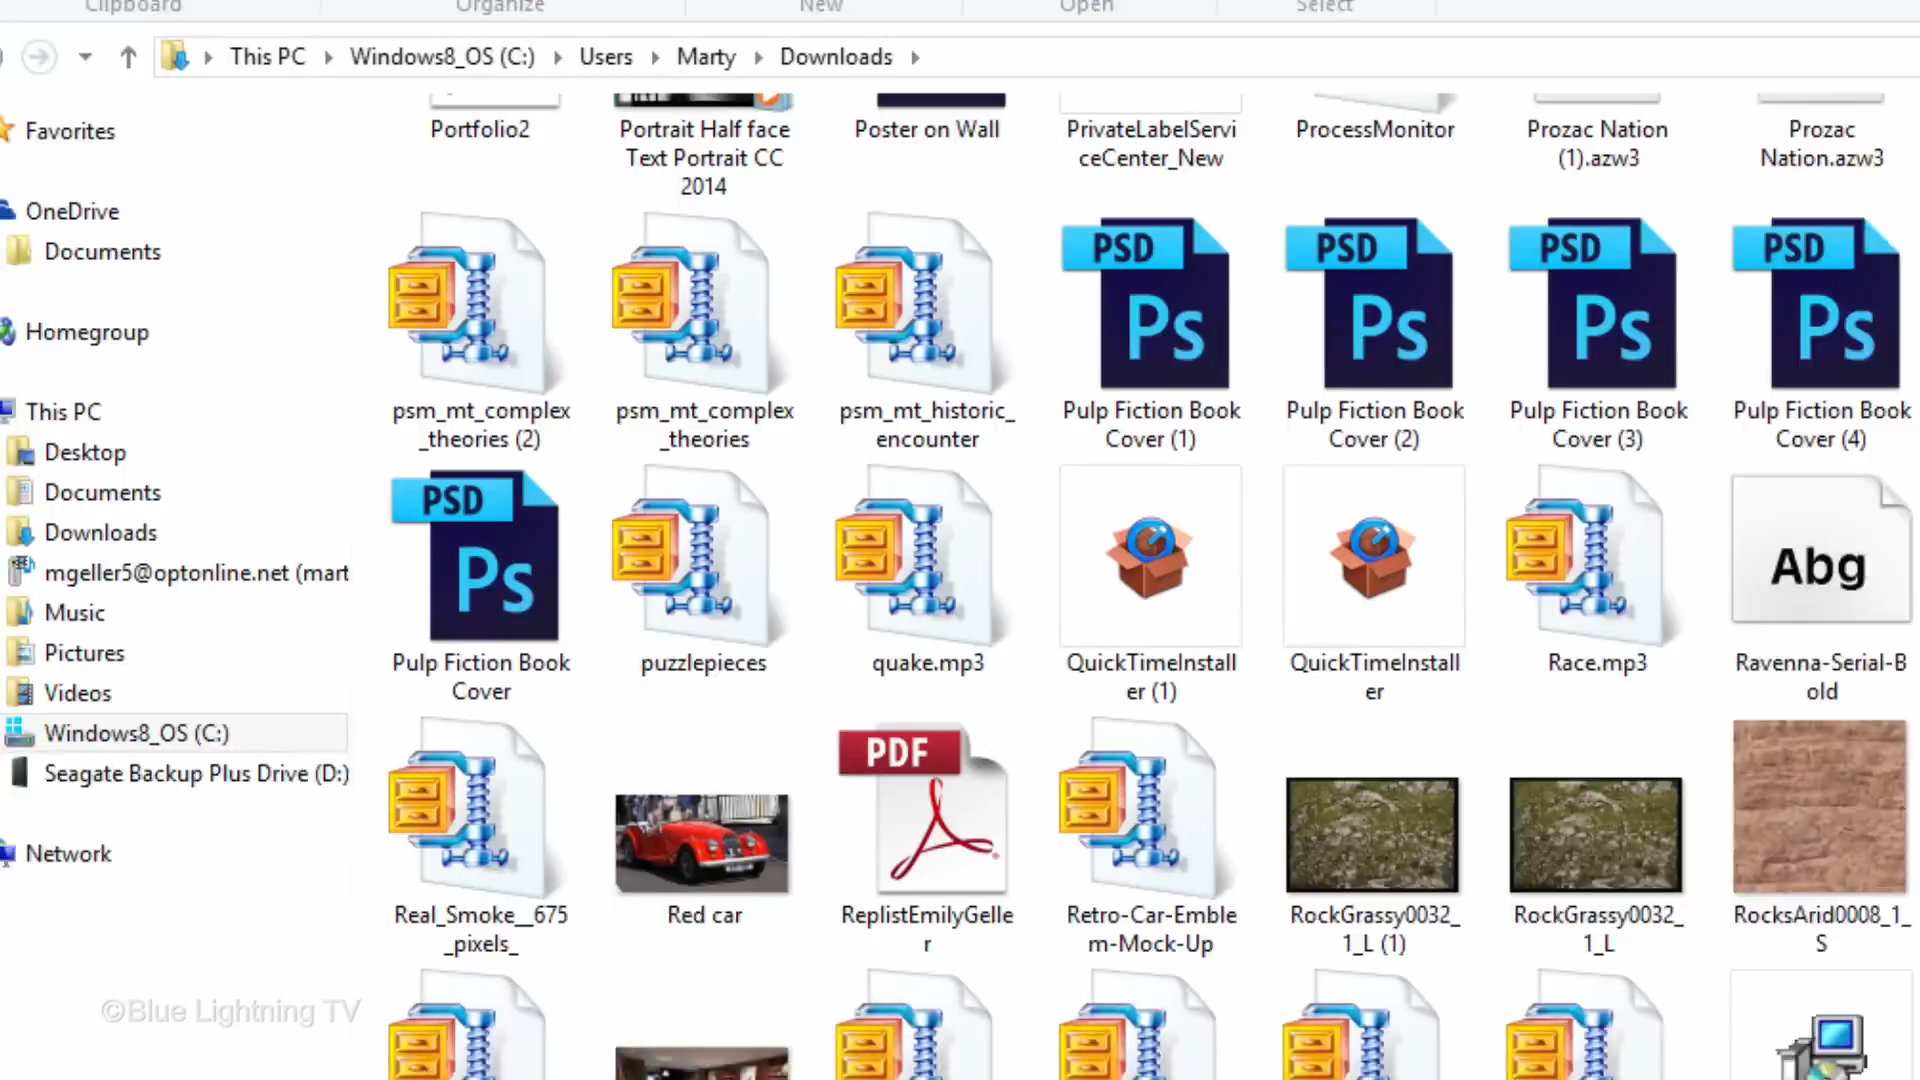 Clipboard Organize New Open Select
This PC Windows8_OS (C:) Users Marty Downloads
Favorites
OneDrive
Documents
Homegroup
This PC
Desktop
Documents
Downloads
mgeller5@optonline.net (mart
Music
Pictures
Videos
Windows8_OS (C:)
Seagate Backup Plus Drive (D:)
Network
Portfolio2
Portrait Half face
Text Portrait CC
2014
Poster on Wall
PrivateLabelServi
ceCenter_New
ProcessMonitor
Prozac Nation
(1).azw3
Prozac
Nation.azw3
psm_mt_complex
_theories (2)
psm_mt_complex
_theories
psm_mt_historic_
encounter
PSD
Ps
Pulp Fiction Book
Cover (1)
PSD
Ps
Pulp Fiction Book
Cover (2)
PSD
Ps
Pulp Fiction Book
Cover (3)
PSD
Ps
Pulp Fiction Book
Cover (4)
PSD
Ps
Pulp Fiction Book
Cover
puzzlepieces
quake.mp3
QuickTimeInstall
er (1)
QuickTimeInstall
er
Race.mp3
Abg
Ravenna-Serial-B
old
Real_Smoke__675
_pixels_
Red car
PDF
ReplistEmilyGelle
r
Retro-Car-Emble
m-Mock-Up
RockGrassy0032_
1_L (1)
RockGrassy0032_
1_L
RocksArid0008_1_
S
©Blue Lightning TV